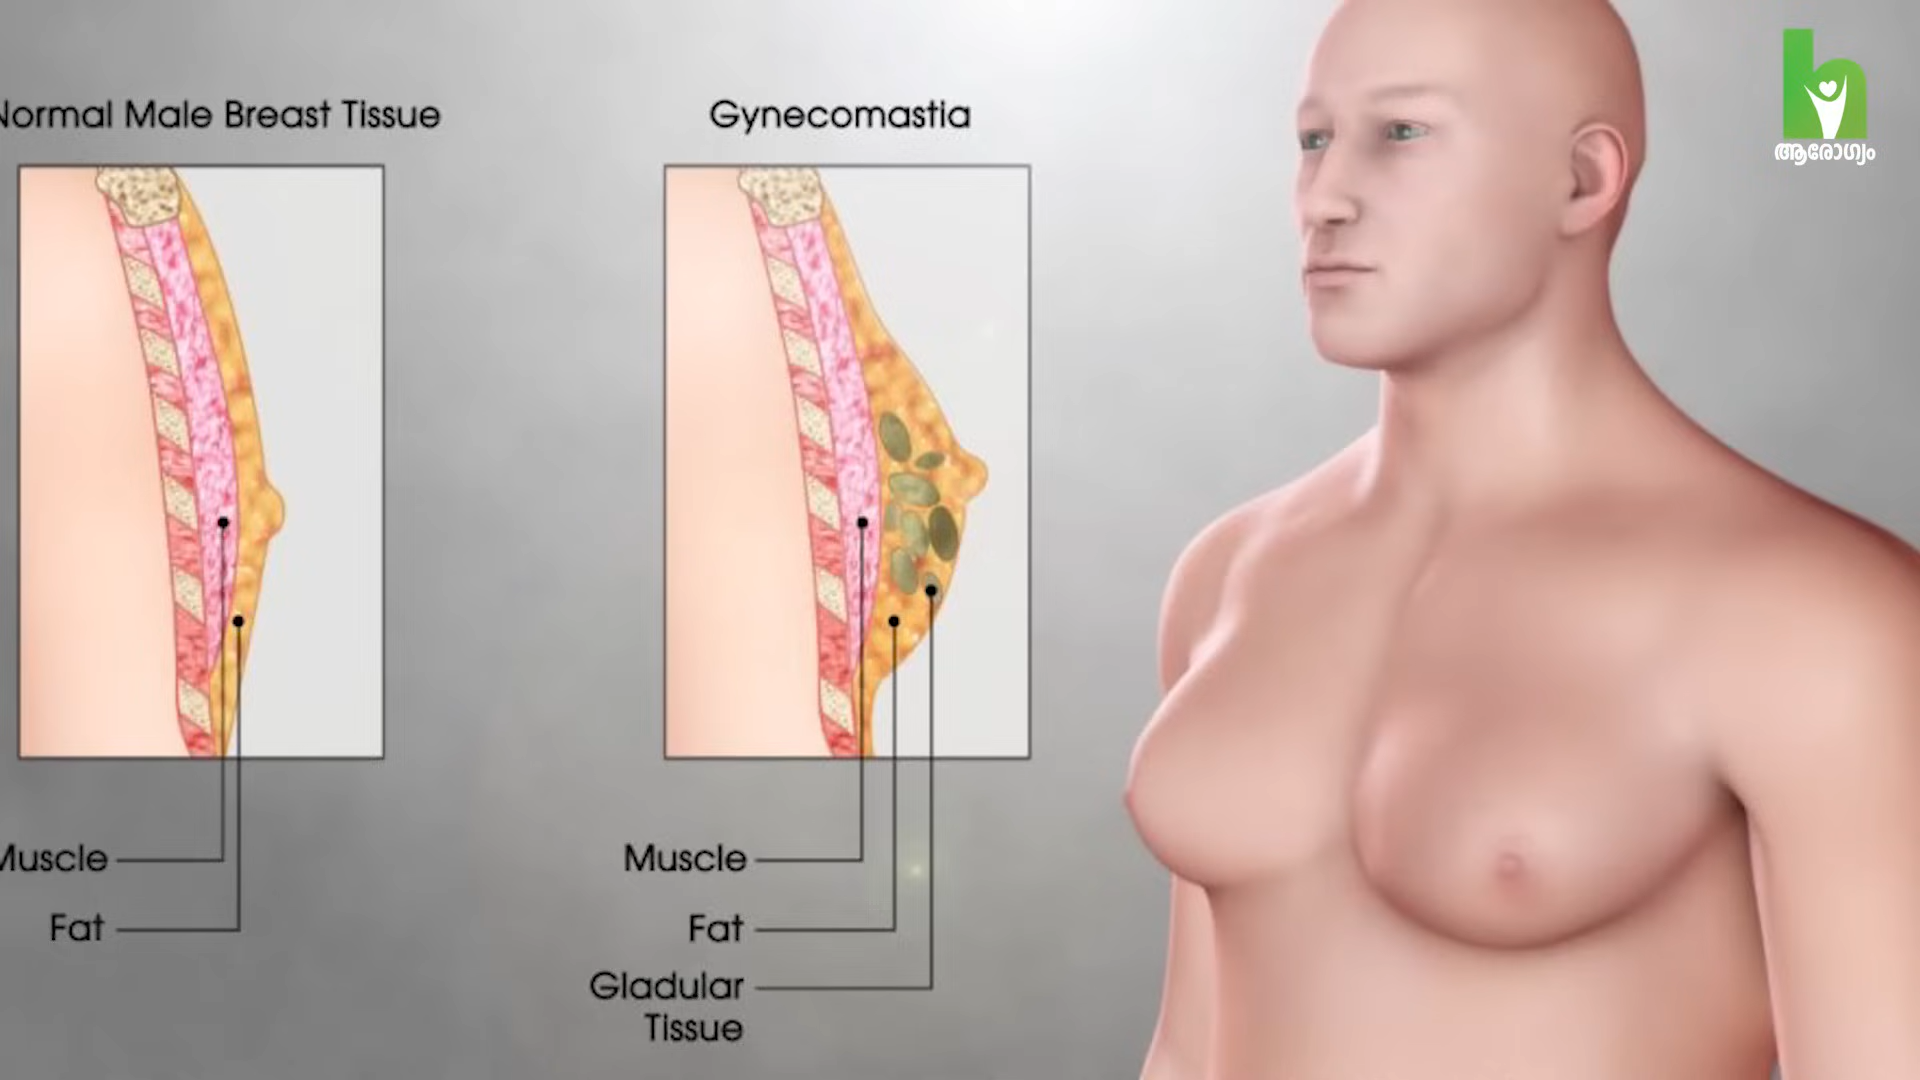 Normal Male Breast Tissue
Gynecomastia
ആരോഗ്യം
Muscle
Fat
Muscle
Fat
Gladular
Tissue